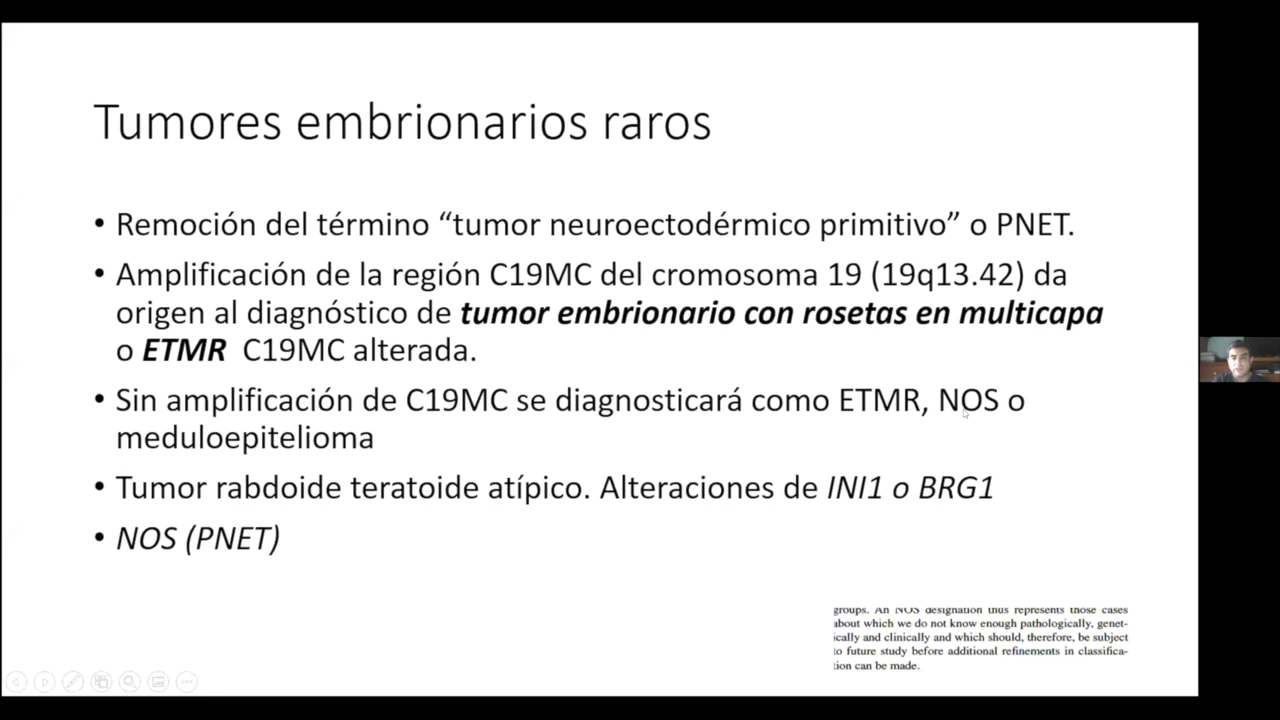 Tumores embrionarios raros
• Remoción del término “tumor neuroectodérmico primitivo” o PNET.
• Amplificación de la región C19MC del cromosoma 19 (19q13.42) da
origen al diagnóstico de tumor embrionario con rosetas en multicapa
o ETMR C19MC alterada.
• Sin amplificación de C19MC se diagnosticará como ETMR, NOS o
meduloepitelioma
• Tumor rabdoide teratoide atípico. Alteraciones de INI1 o BRG1
• NOS (PNET)
groups. An NOS designation thus represents those cases
about which we do not know enough pathologically, genet-
ically and clinically and which should, therefore, be subject
to future study before additional refinements in classifica-
tion can be made.